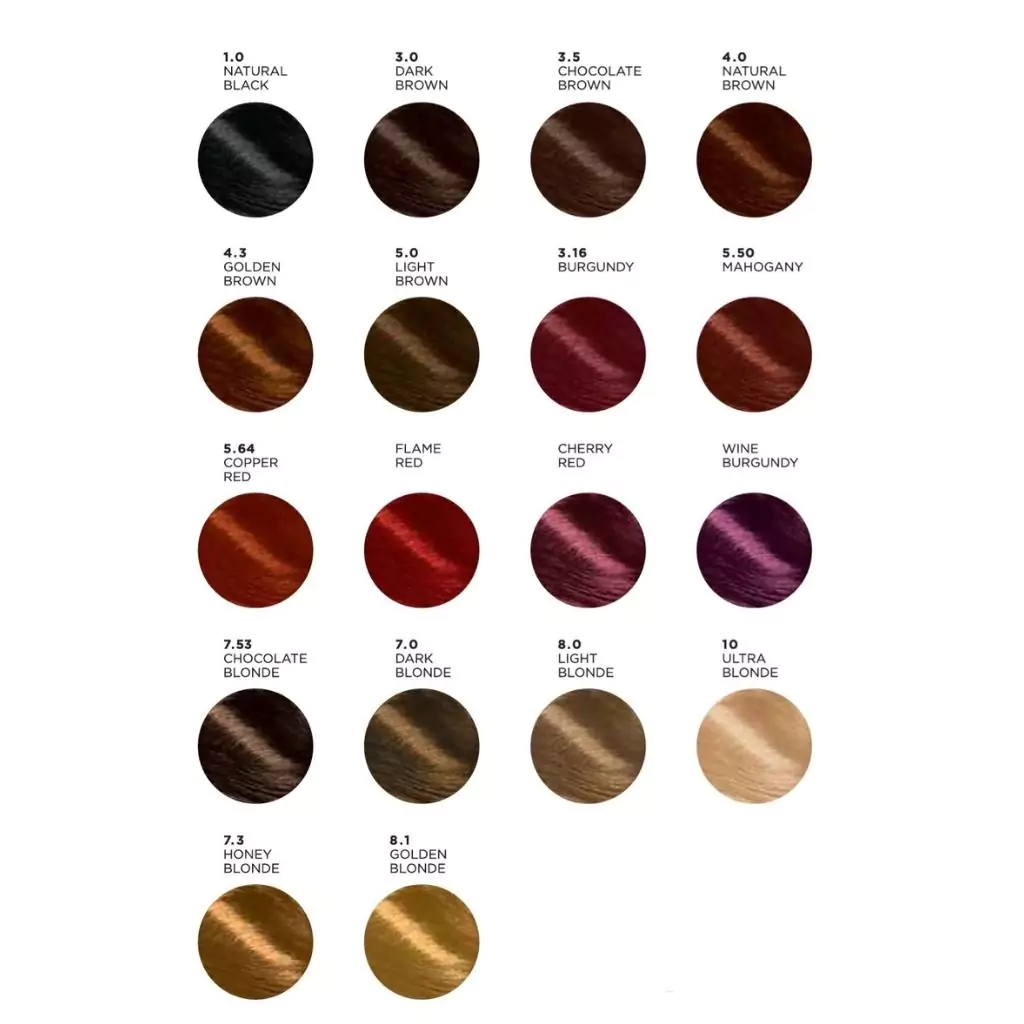 1.0
NATURAL
BLACK
3.0
DARK
BROWN
3.5
CHOCOLATE
BROWN
4.0
NATURAL
BROWN
4.3
GOLDEN
BROWN
5.0
LIGHT
BROWN
3.16
BURGUNDY
5.50
MAHOGANY
5.64
COPPER
RED
FLAME
RED
CHERRY
RED
WINE
BURGUNDY
7.53
CHOCOLATE
BLONDE
7.0
DARK
BLONDE
8.0
LIGHT
BLONDE
10
ULTRA
BLONDE
7.3
HONEY
BLONDE
8.1
GOLDEN
BLONDE